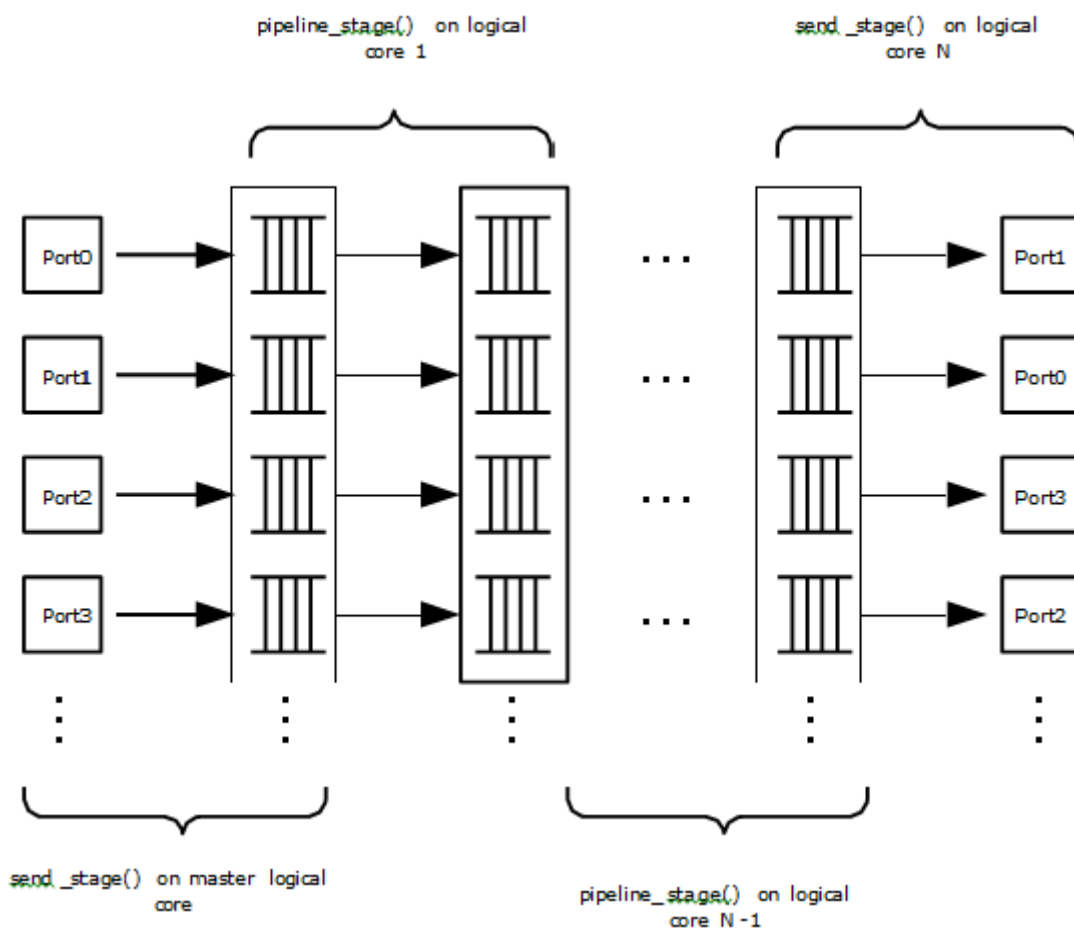 pipeline_stage() on logical
core 1
send _stage() on logical
core N
Port0
Port1
Port1
Port0
Port2
Port3
Port3
Port2
send _stage() on master logical
core
pipeline_stage() on logical
core N-1